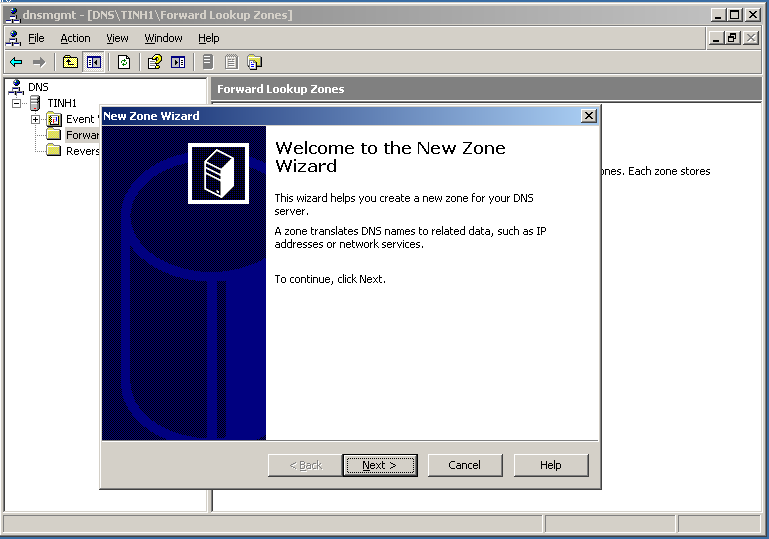 dnsmgmt - [DNS\TINH1\Forward Lookup Zones]
File Action View Window Help
DNS
TINH1
Event
Forwar
Revers
Forward Lookup Zones
ones. Each zone stores
New Zone Wizard
Welcome to the New Zone
Wizard
This wizard helps you create a new zone for your DNS
server.
A zone translates DNS names to related data, such as IP
addresses or network services.
To continue, click Next.
< Back Next > Cancel Help